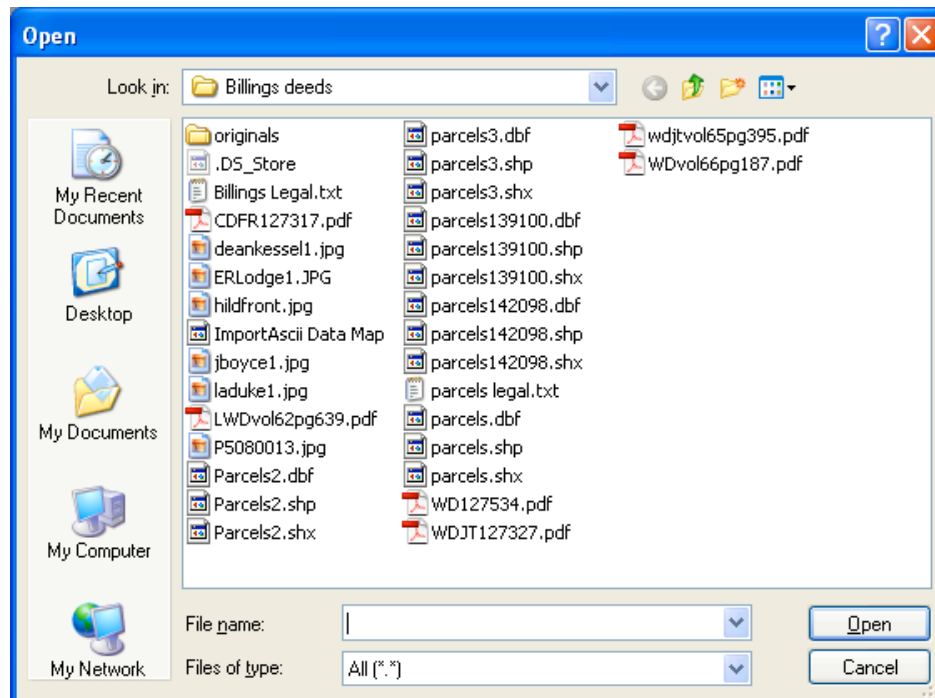 Open
Look in:
Billings deeds
My Recent
Documents
Desktop
My Documents
My Computer
My Network
originals
.DS_Store
Billings Legal.txt
CDFR127317.pdf
deankessel1.jpg
ERLodge1.JPG
hildfront.jpg
ImportAscii Data Map
jboyce1.jpg
laduke1.jpg
LWDvol62pg639.pdf
P5080013.jpg
Parcels2.dbf
Parcels2.shp
Parcels2.shx
parcels3.dbf
parcels3.shp
parcels3.shx
parcels139100.dbf
parcels139100.shp
parcels139100.shx
parcels142098.dbf
parcels142098.shp
parcels142098.shx
parcels legal.txt
parcels.dbf
parcels.shp
parcels.shx
WD127534.pdf
WDJT127327.pdf
wdjtvol65pg395.pdf
WDvol66pg187.pdf
File name:
Open
Files of type:
All (*.*)
Cancel